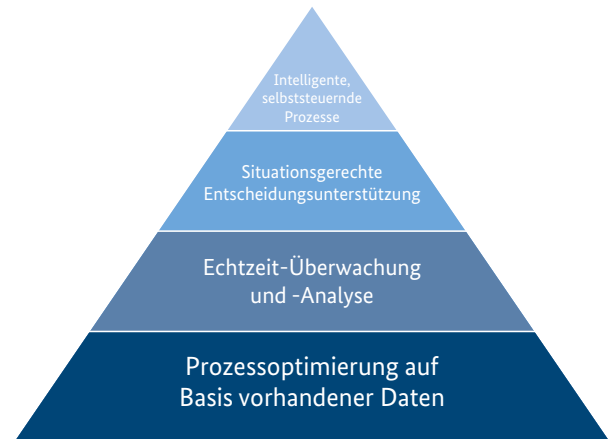 Intelligente,
selbststeuernde
Prozesse
Situationsgerechte
Entscheidungsunterstützung
Echtzeit-Überwachung
und -Analyse
Prozessoptimierung auf
Basis vorhandener Daten